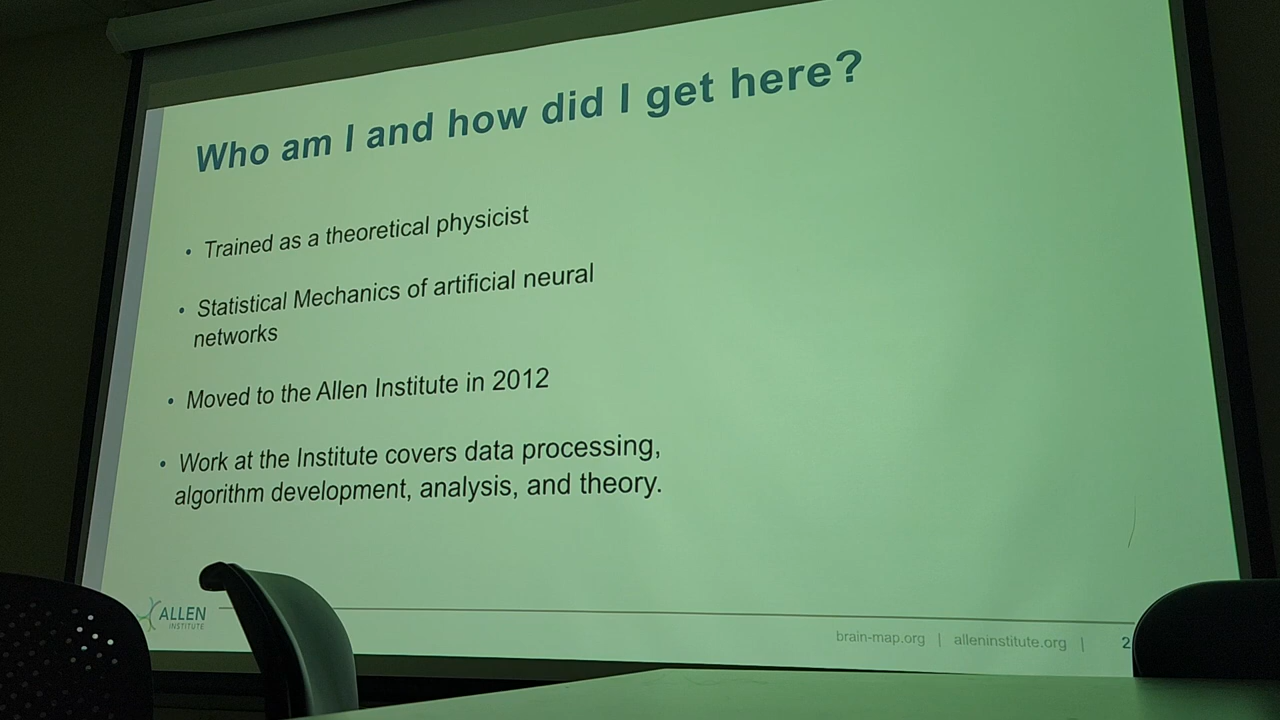 Who am I and how did I get here?
• Trained as a theoretical physicist
• Statistical Mechanics of artificial neural
networks
• Moved to the Allen Institute in 2012
• Work at the Institute covers data processing,
algorithm development, analysis, and theory.
ALLEN
INSTITUTE
brain-map.org | alleninstitute.org | 2